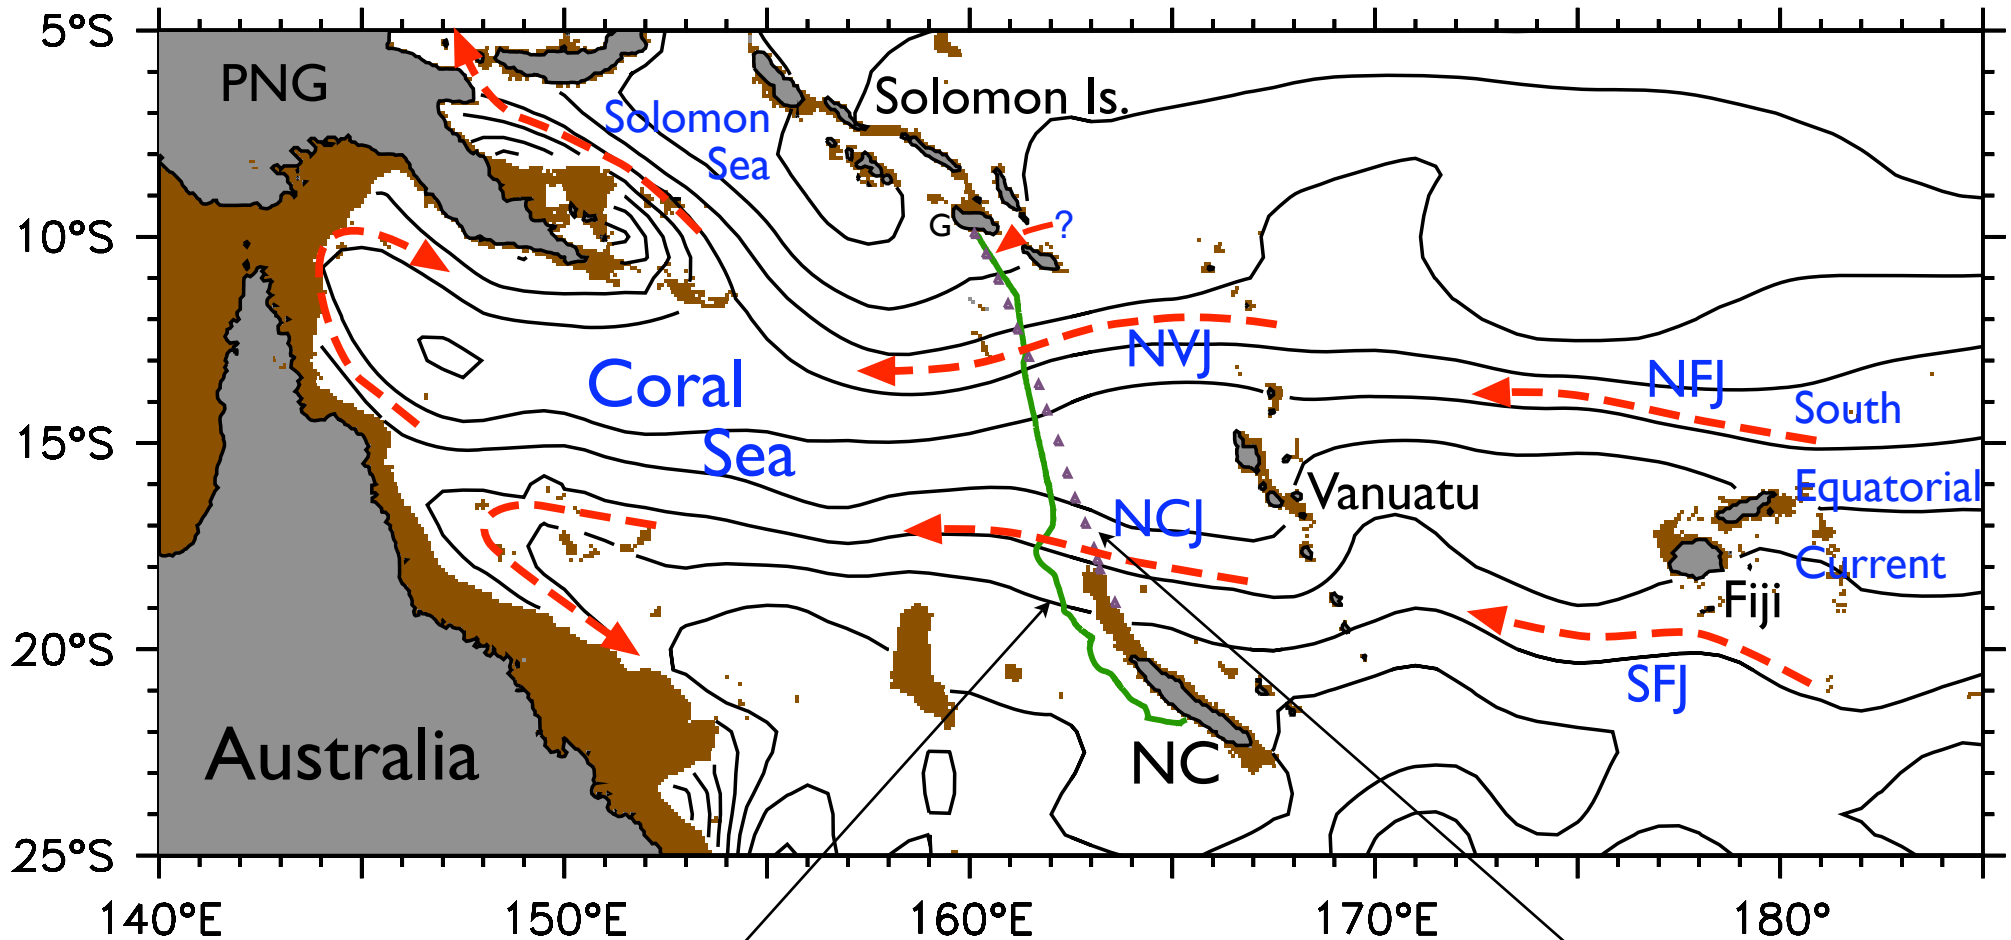 5°S
10°S
15°S
20°S
25°S
PNG
Solomon Is.
Solomon
Sea
G
?
NVJ
NFJ
Coral
Sea
South
Equatorial
Current
NCJ
Vanuatu
Fiji
SFJ
Australia
NC
140°E
150°E
160°E
170°E
180°